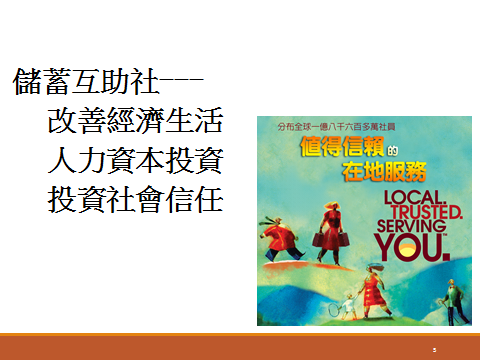 儲蓄互助社---
改善經濟生活
人力資本投資
投資社會信任
分布全球一億八千六百多萬社員
值得信賴的
在地服務
LOCAL.
TRUSTED.
SERVING
YOU.
5